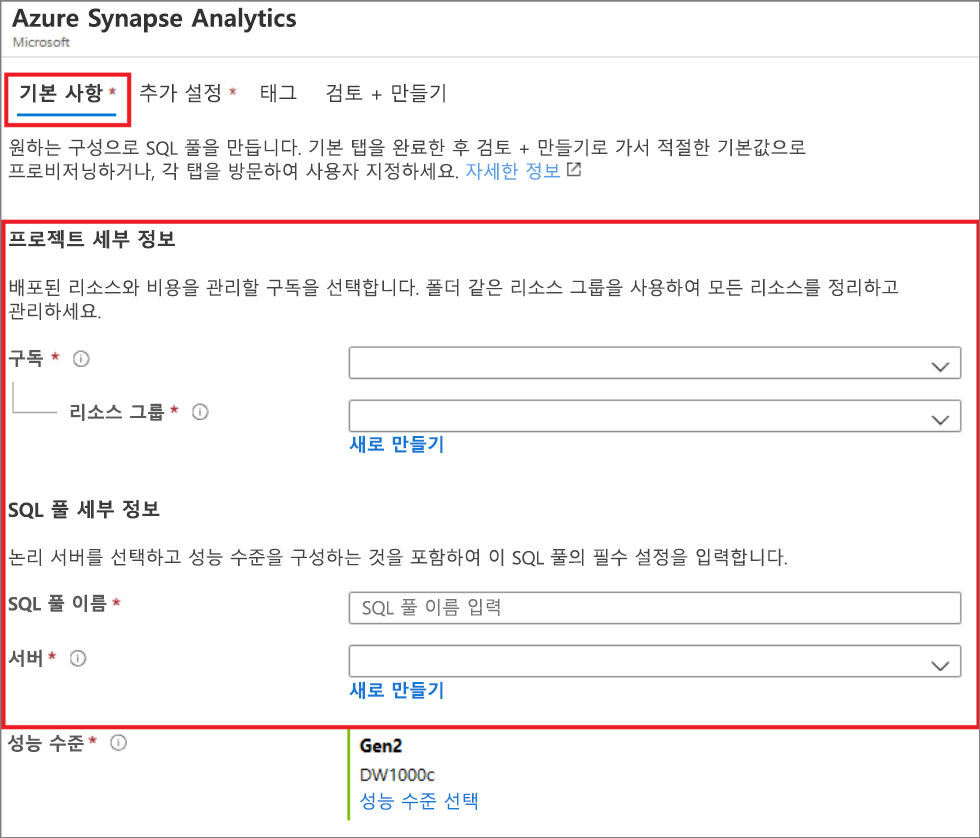 Azure Synapse Analytics
Microsoft
기본 사항 * 추가 설정 * 태그 검토 + 만들기
원하는 구성으로 SQL 풀을 만듭니다. 기본 탭을 완료한 후 검토 + 만들기로 가서 적절한 기본값으로
프로비저닝하거나, 각 탭을 방문하여 사용자 지정하세요. 자세한 정보
프로젝트 세부 정보
배포된 리소스와 비용을 관리할 구독을 선택합니다. 폴더 같은 리소스 그룹을 사용하여 모든 리소스를 정리하고
관리하세요.
구독 *
리소스 그룹 *
새로 만들기
SQL 풀 세부 정보
논리 서버를 선택하고 성능 수준을 구성하는 것을 포함하여 이 SQL 풀의 필수 설정을 입력합니다.
SQL 풀 이름 * SQL 풀 이름 입력
서버 *
새로 만들기
성능 수준 * Gen2
DW1000c
성능 수준 선택